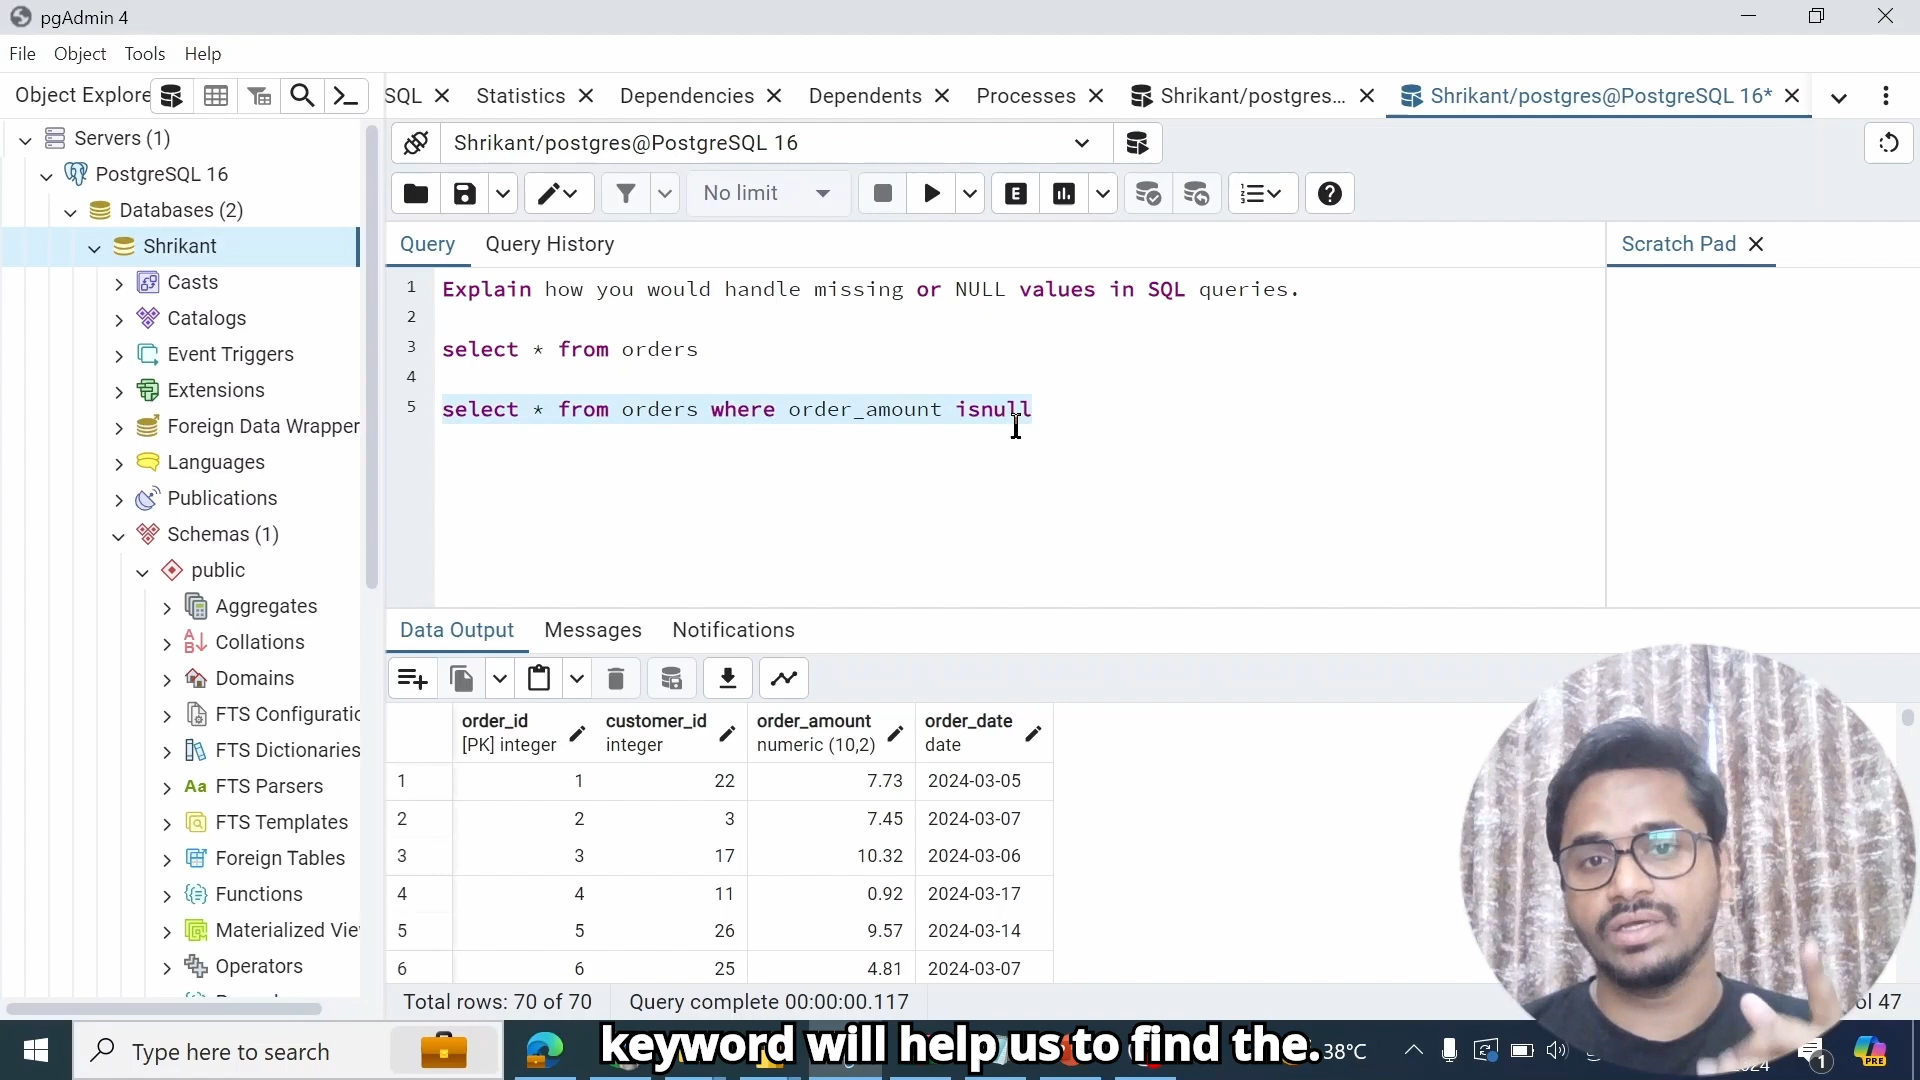 pgAdmin 4
File Object Tools Help
Object Explore
SQL Statistics Dependencies Dependents Processes Shrikant/postgres... Shrikant/postgres@PostgreSQL 16*
Servers (1)
PostgreSQL 16
Databases (2)
Shrikant
Casts
Catalogs
Event Triggers
Extensions
Foreign Data Wrapper
Languages
Publications
Schemas (1)
public
Aggregates
Collations
Domains
FTS Configuratic
FTS Dictionaries
FTS Parsers
FTS Templates
Foreign Tables
Functions
Materialized Vie
Operators
Shrikant/postgres@PostgreSQL 16
No limit
Query Query History
Scratch Pad
1 Explain how you would handle missing or NULL values in SQL queries.
2
3 select * from orders
4
5 select * from orders where order_amount isnull
Data Output Messages Notifications
order_id customer_id order_amount order_date
[PK] integer integer numeric (10,2) date
1 1 22 7.73 2024-03-05
2 2 3 7.45 2024-03-07
3 3 17 10.32 2024-03-06
4 4 11 0.92 2024-03-17
5 5 26 9.57 2024-03-14
6 6 25 4.81 2024-03-07
Total rows: 70 of 70 Query complete 00:00:00.117
ol 47
keyword will help us to find the.
Type here to search
38°C
1
PRE